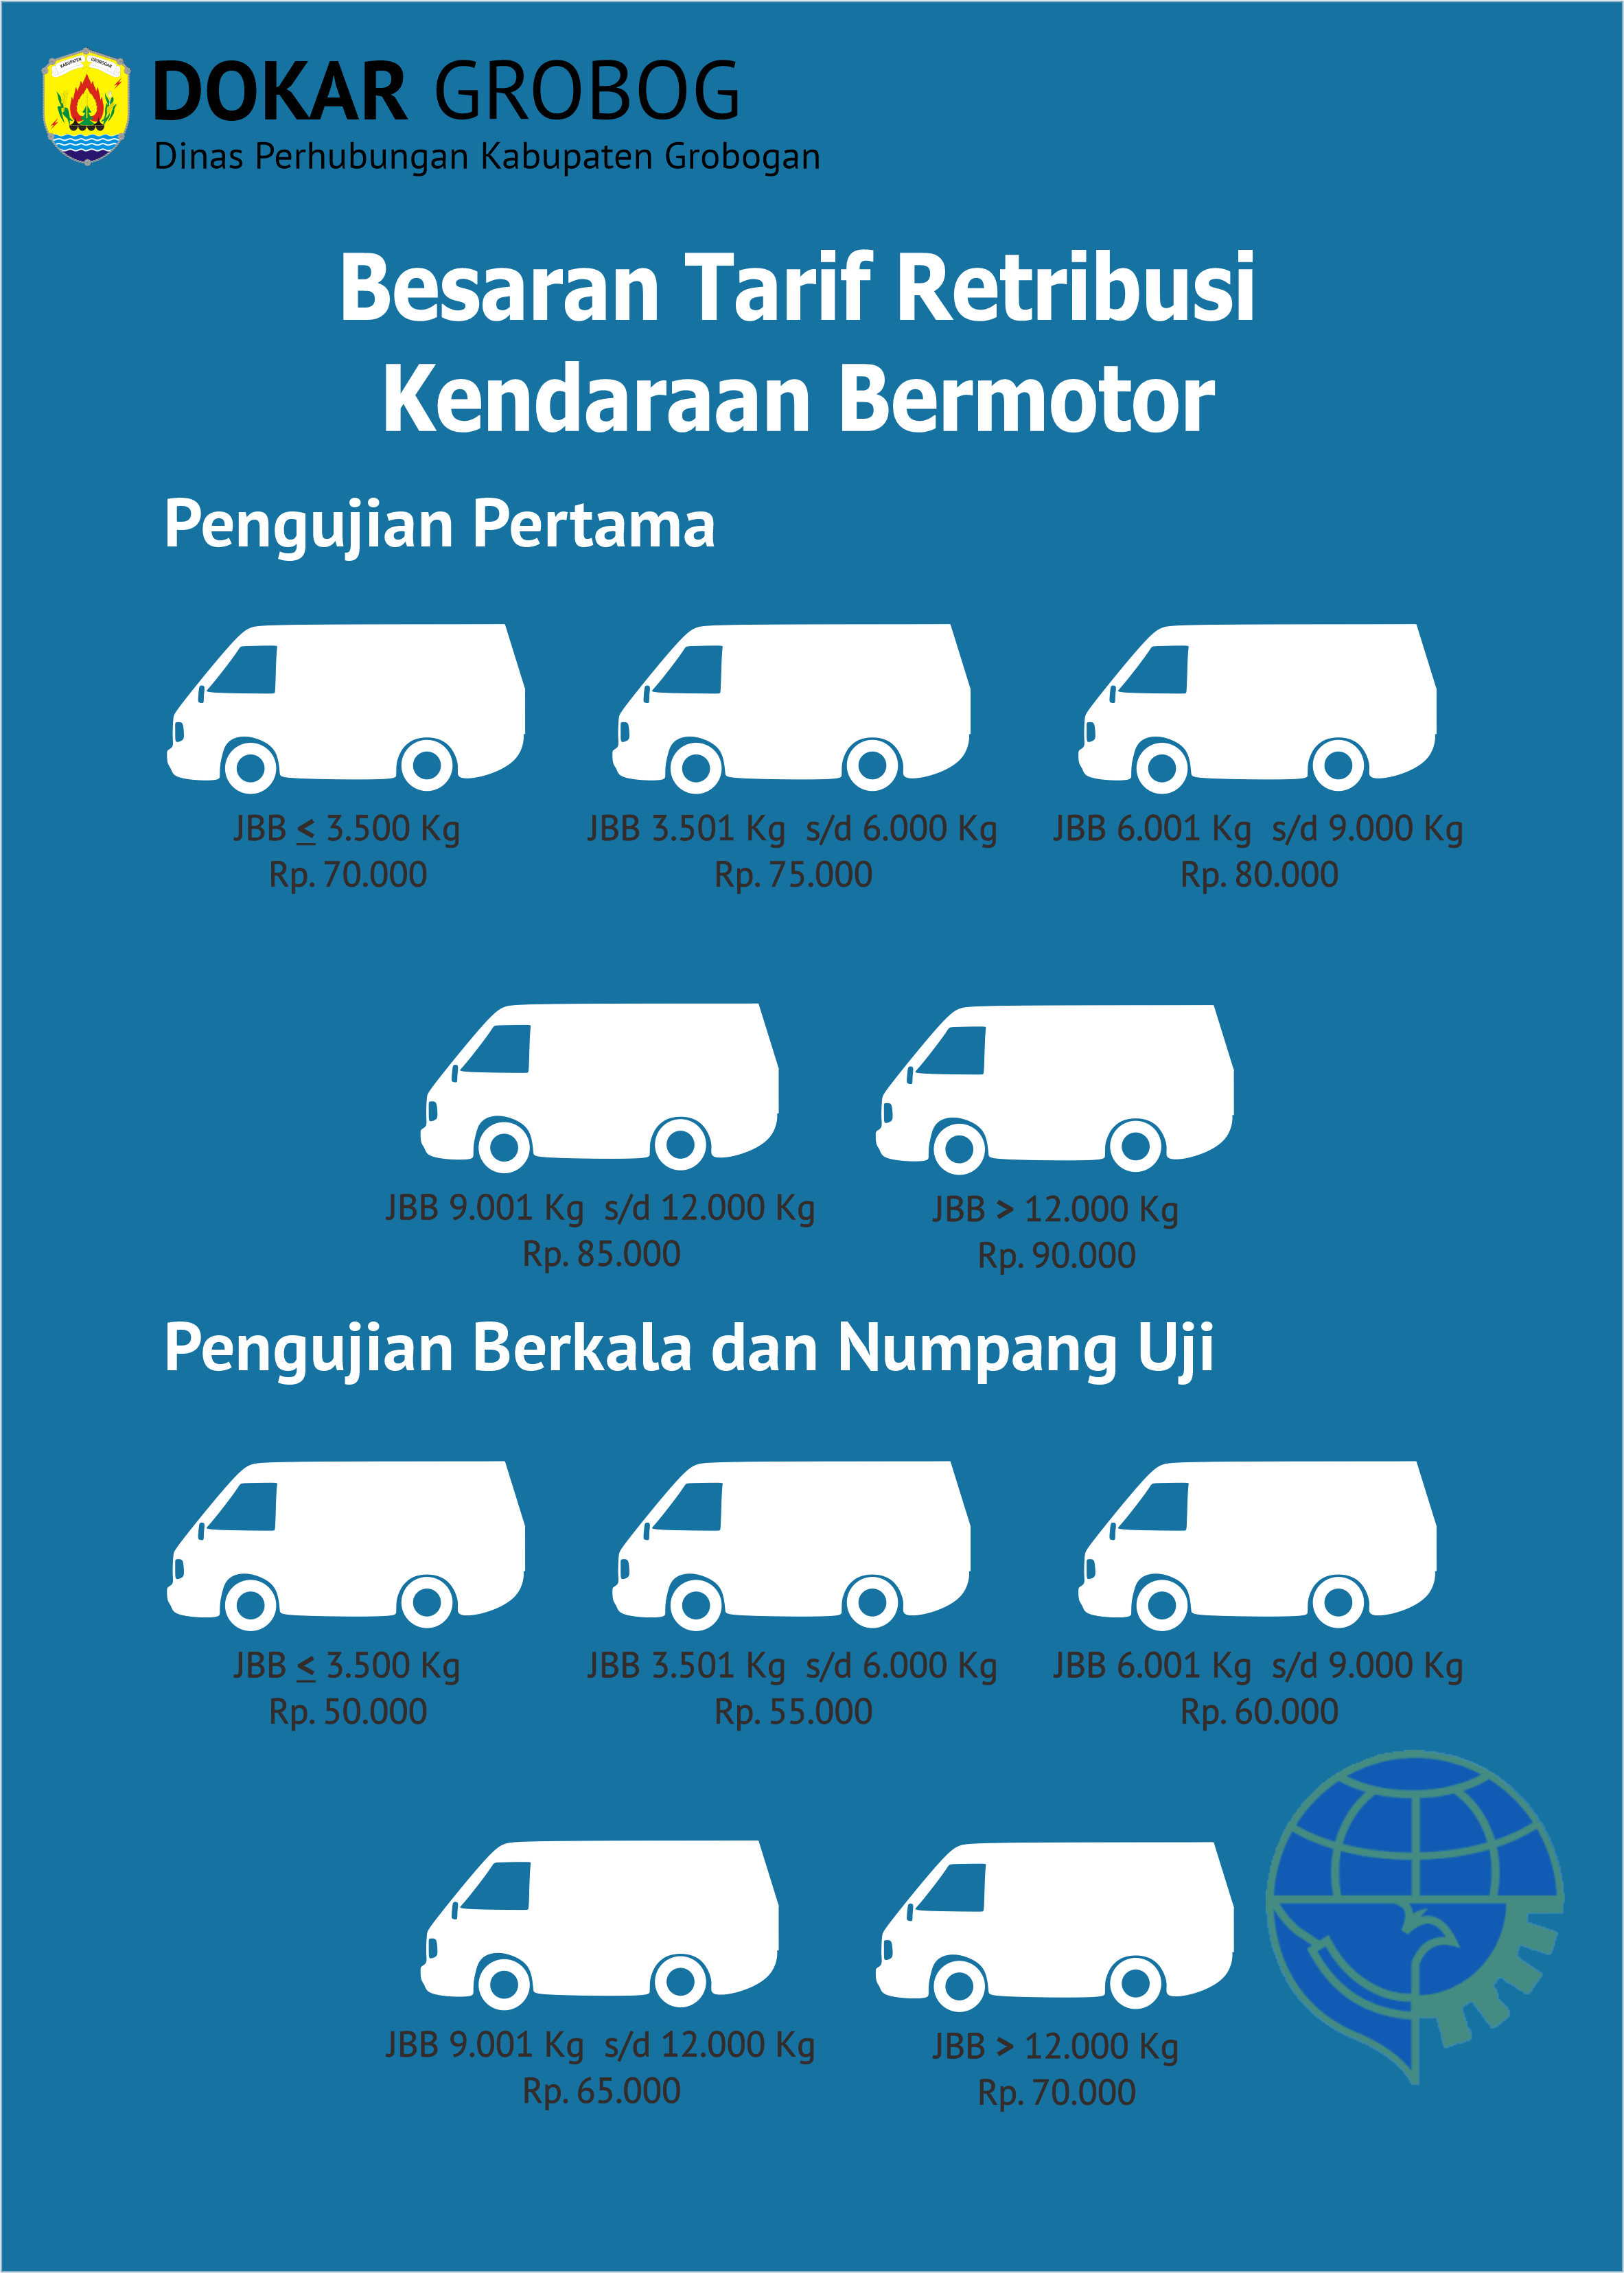 KABUPATEN GROBOGAN
DOKAR GROBOG
Dinas Perhubungan Kabupaten Grobogan
Besaran Tarif Retribusi
Kendaraan Bermotor
Pengujian Pertama
JBB ≤ 3.500 Kg
Rp. 70.000
JBB 3.501 Kg s/d 6.000 Kg
Rp. 75.000
JBB 6.001 Kg s/d 9.000 Kg
Rp. 80.000
JBB 9.001 Kg s/d 12.000 Kg
Rp. 85.000
JBB > 12.000 Kg
Rp. 90.000
Pengujian Berkala dan Numpang Uji
JBB ≤ 3.500 Kg
Rp. 50.000
JBB 3.501 Kg s/d 6.000 Kg
Rp. 55.000
JBB 6.001 Kg s/d 9.000 Kg
Rp. 60.000
JBB 9.001 Kg s/d 12.000 Kg
Rp. 65.000
JBB > 12.000 Kg
Rp. 70.000